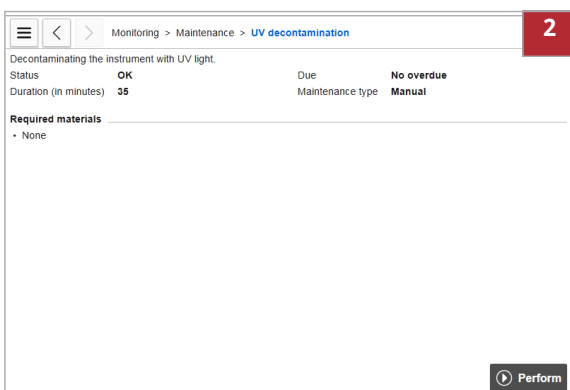 Monitoring > Maintenance > UV decontamination
2
Decontaminating the instrument with UV light.
Status OK Due No overdue
Duration (in minutes) 35 Maintenance type Manual
Required materials
• None
Perform